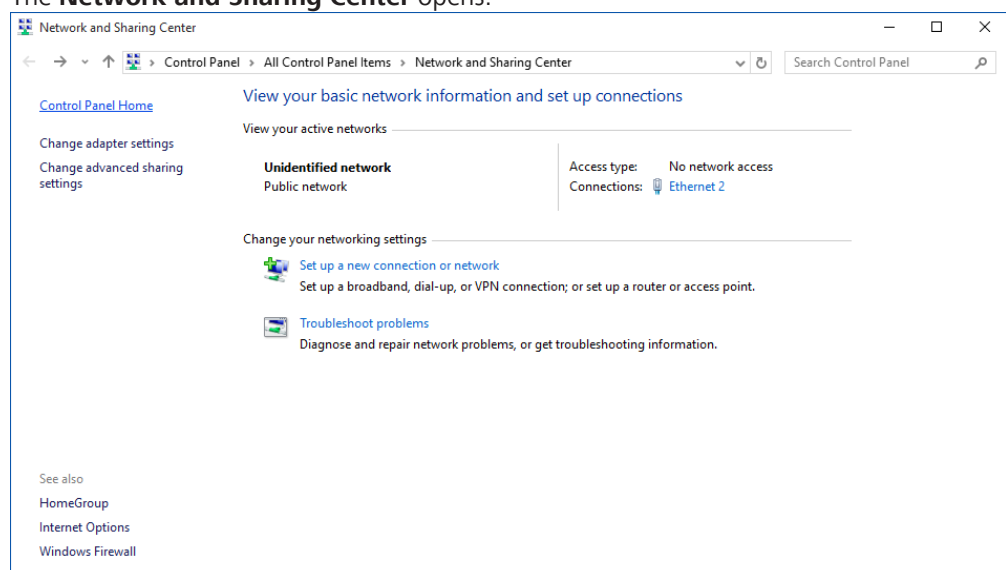 The Network and Sharing Center opens.
Network and Sharing Center
Control Panel > All Control Panel Items > Network and Sharing Center
Search Control Panel
Control Panel Home
Change adapter settings
Change advanced sharing
settings
View your basic network information and set up connections
View your active networks
Unidentified network
Public network
Access type: No network access
Connections: Ethernet 2
Change your networking settings
Set up a new connection or network
Set up a broadband, dial-up, or VPN connection; or set up a router or access point.
Troubleshoot problems
Diagnose and repair network problems, or get troubleshooting information.
See also
HomeGroup
Internet Options
Windows Firewall